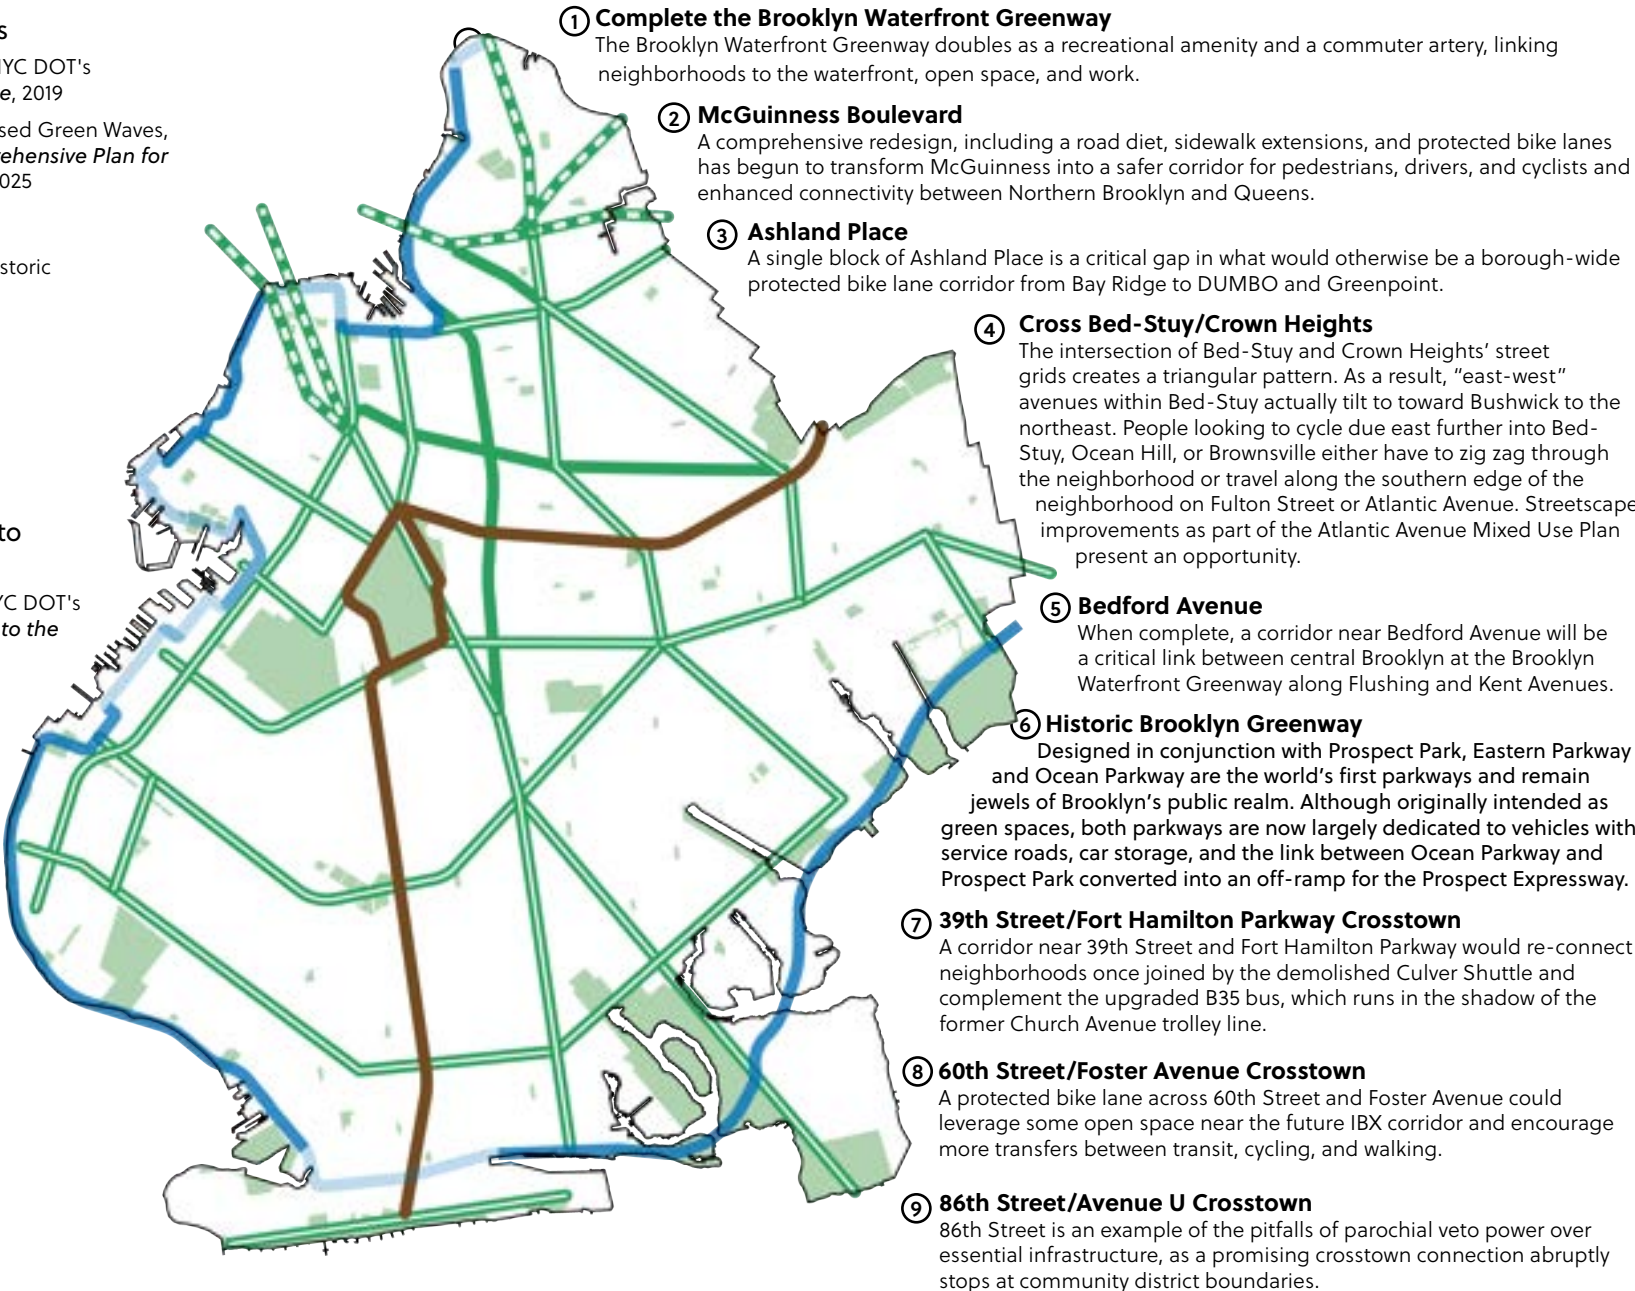 s
YC DOT's
e, 2019
sed Green Waves,
rehensive Plan for
025
storic
to
YC DOT's
to the
1 Complete the Brooklyn Waterfront Greenway
The Brooklyn Waterfront Greenway doubles as a recreational amenity and a commuter artery, linking
neighborhoods to the waterfront, open space, and work.
2 McGuinness Boulevard
A comprehensive redesign, including a road diet, sidewalk extensions, and protected bike lanes
has begun to transform McGuinness into a safer corridor for pedestrians, drivers, and cyclists and
enhanced connectivity between Northern Brooklyn and Queens.
3 Ashland Place
A single block of Ashland Place is a critical gap in what would otherwise be a borough-wide
protected bike lane corridor from Bay Ridge to DUMBO and Greenpoint.
4 Cross Bed-Stuy/Crown Heights
The intersection of Bed-Stuy and Crown Heights’ street
grids creates a triangular pattern. As a result, “east-west”
avenues within Bed-Stuy actually tilt to toward Bushwick to the
northeast. People looking to cycle due east further into Bed-
Stuy, Ocean Hill, or Brownsville either have to zig zag through
the neighborhood or travel along the southern edge of the
neighborhood on Fulton Street or Atlantic Avenue. Streetscape
improvements as part of the Atlantic Avenue Mixed Use Plan
present an opportunity.
5 Bedford Avenue
When complete, a corridor near Bedford Avenue will be
a critical link between central Brooklyn at the Brooklyn
Waterfront Greenway along Flushing and Kent Avenues.
6 Historic Brooklyn Greenway
Designed in conjunction with Prospect Park, Eastern Parkway
and Ocean Parkway are the world’s first parkways and remain
jewels of Brooklyn’s public realm. Although originally intended as
green spaces, both parkways are now largely dedicated to vehicles with
service roads, car storage, and the link between Ocean Parkway and
Prospect Park converted into an off-ramp for the Prospect Expressway.
7 39th Street/Fort Hamilton Parkway Crosstown
A corridor near 39th Street and Fort Hamilton Parkway would re-connect
neighborhoods once joined by the demolished Culver Shuttle and
complement the upgraded B35 bus, which runs in the shadow of the
former Church Avenue trolley line.
8 60th Street/Foster Avenue Crosstown
A protected bike lane across 60th Street and Foster Avenue could
leverage some open space near the future IBX corridor and encourage
more transfers between transit, cycling, and walking.
9 86th Street/Avenue U Crosstown
86th Street is an example of the pitfalls of parochial veto power over
essential infrastructure, as a promising crosstown connection abruptly
stops at community district boundaries.